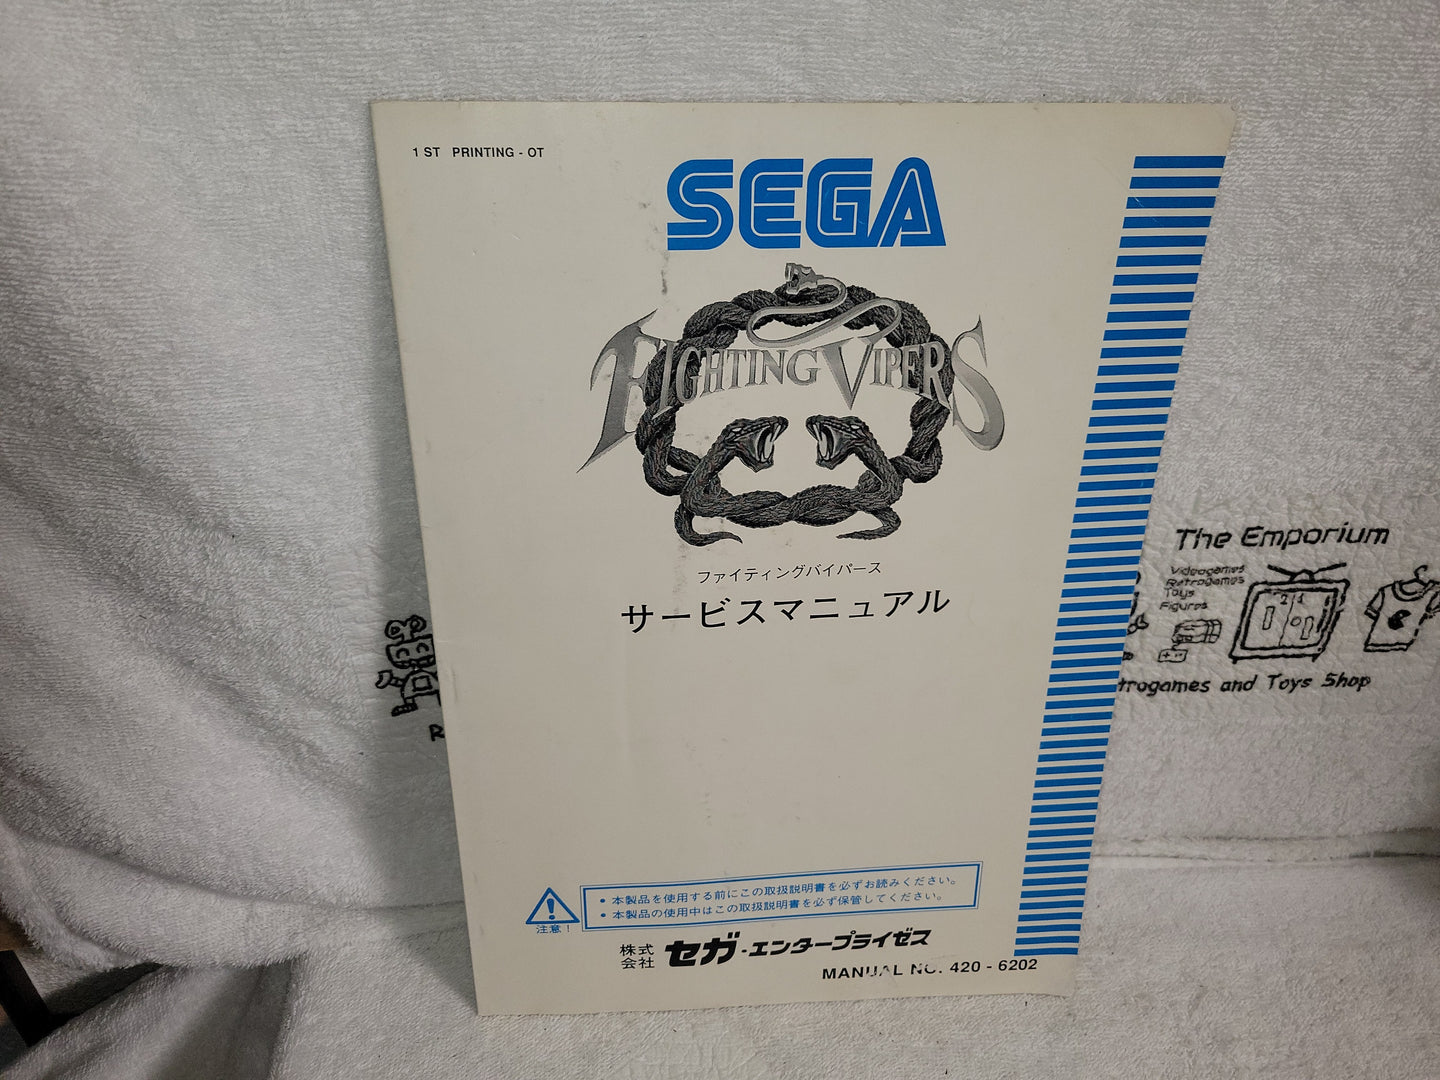 1 ST PRINTING - OT
SEGA
FIGHTING VIPERS
ファイティングバイパース
サービスマニュアル
• 本製品を使用する前にこの取扱説明書を必ずお読みください。
• 本製品の使用中はこの取扱説明書を必ず保管してください。
注意！
株式会社 セガ・エンタープライゼス
MANUAL NO. 420 - 6202
The Emporium
Videogames
Retrogames
Toys
Figures
trogames and Toys Shop
R